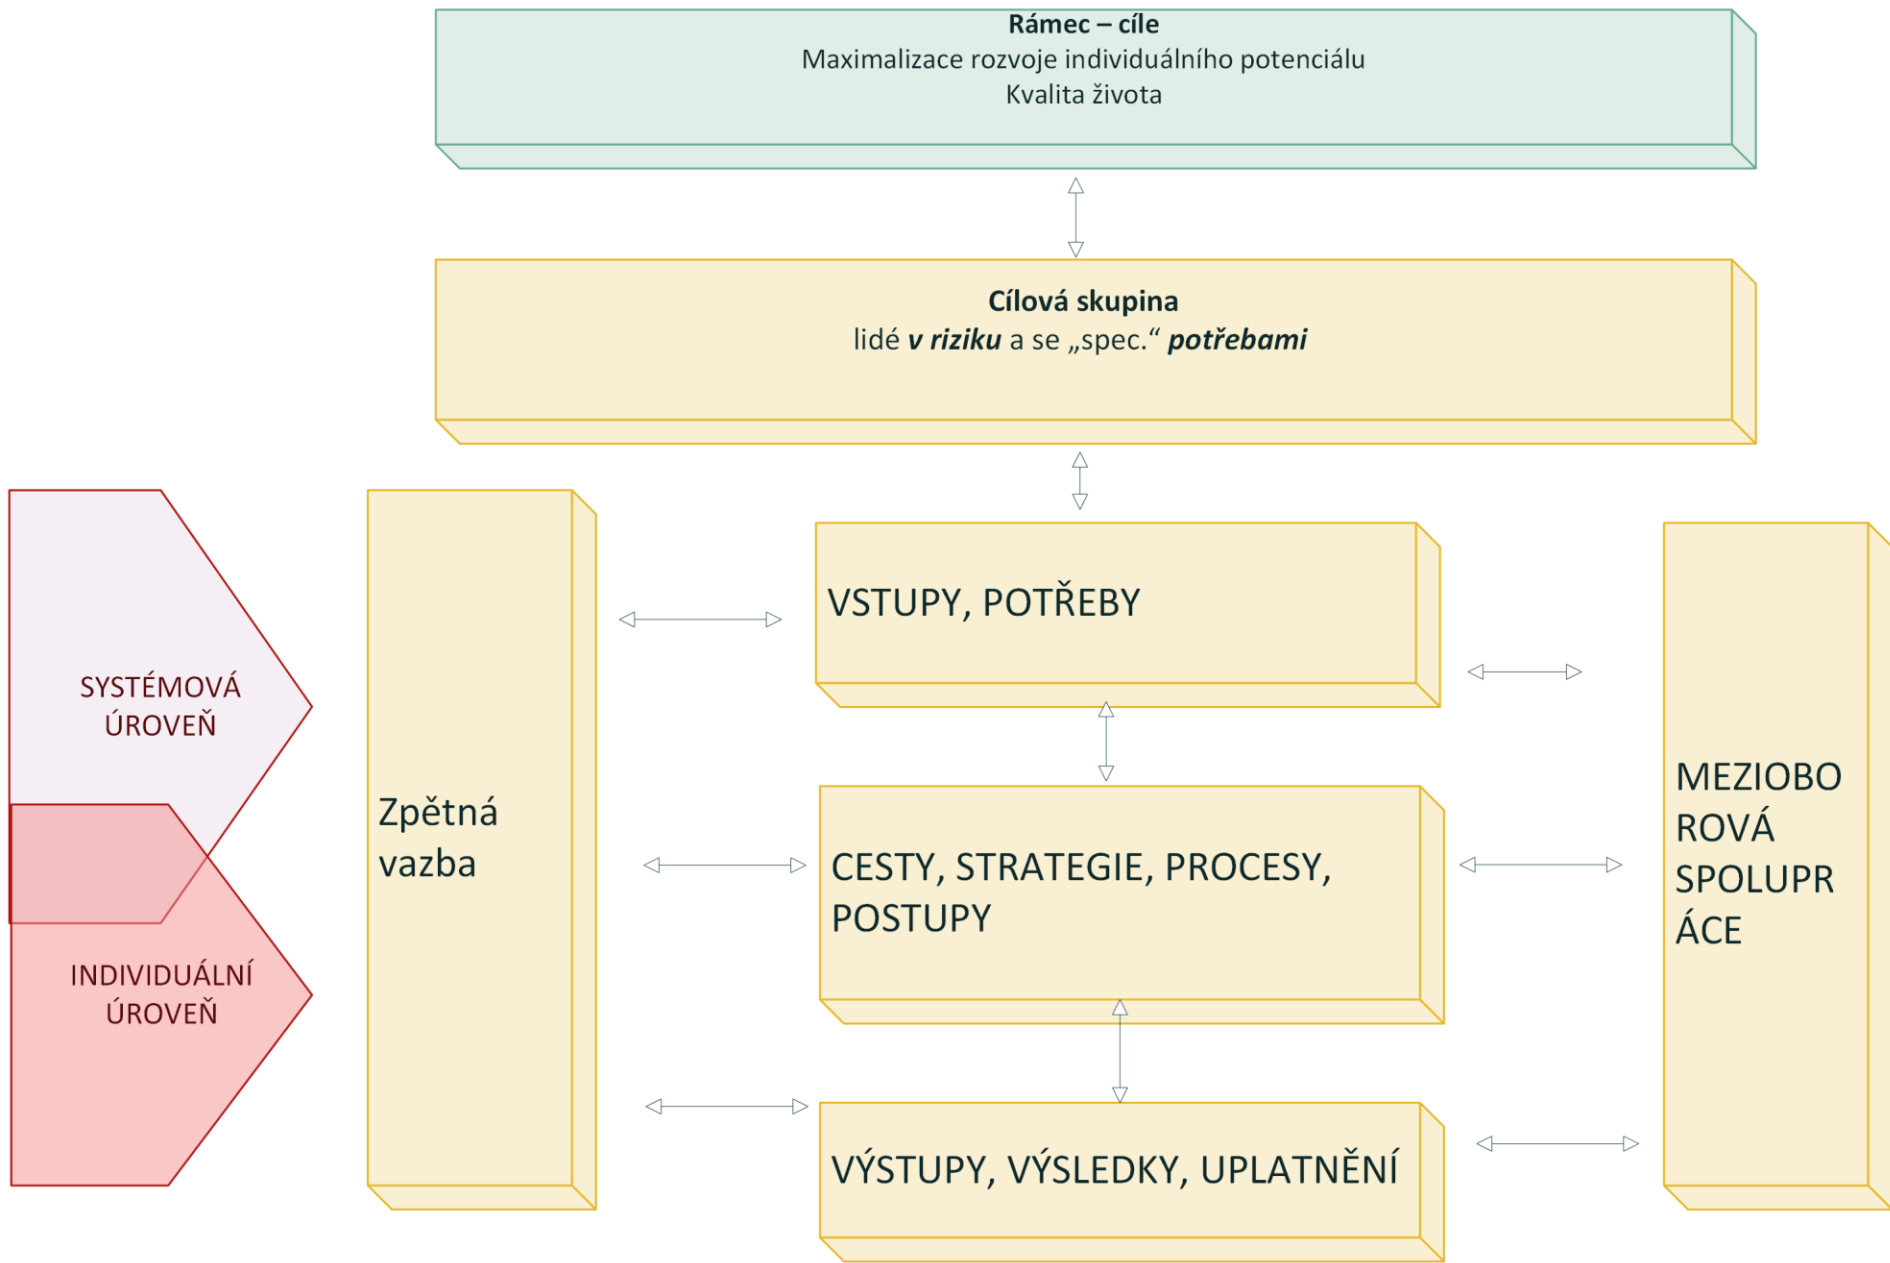 Rámec – cíle
Maximalizace rozvoje individuálního potenciálu
Kvalita života
Cílová skupina
lidé v riziku a se „spec.“ potřebami
SYSTÉMOVÁ
ÚROVEŇ
INDIVIDUÁLNÍ
ÚROVEŇ
Zpětná
vazba
VSTUPY, POTŘEBY
CESTY, STRATEGIE, PROCESY,
POSTUPY
VÝSTUPY, VÝSLEDKY, UPLATNĚNÍ
MEZIOBO
ROVÁ
SPOLUPR
ÁCE